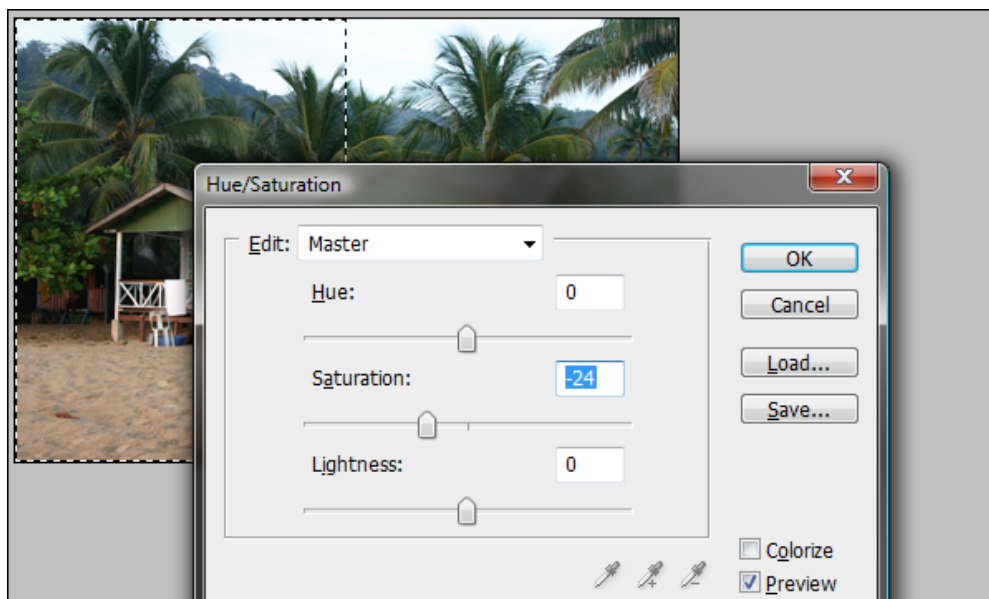 Hue/Saturation
Edit: Master
OK
Hue: 0
Cancel
Saturation: -24
Load...
Save...
Lightness: 0
Colorize
Preview